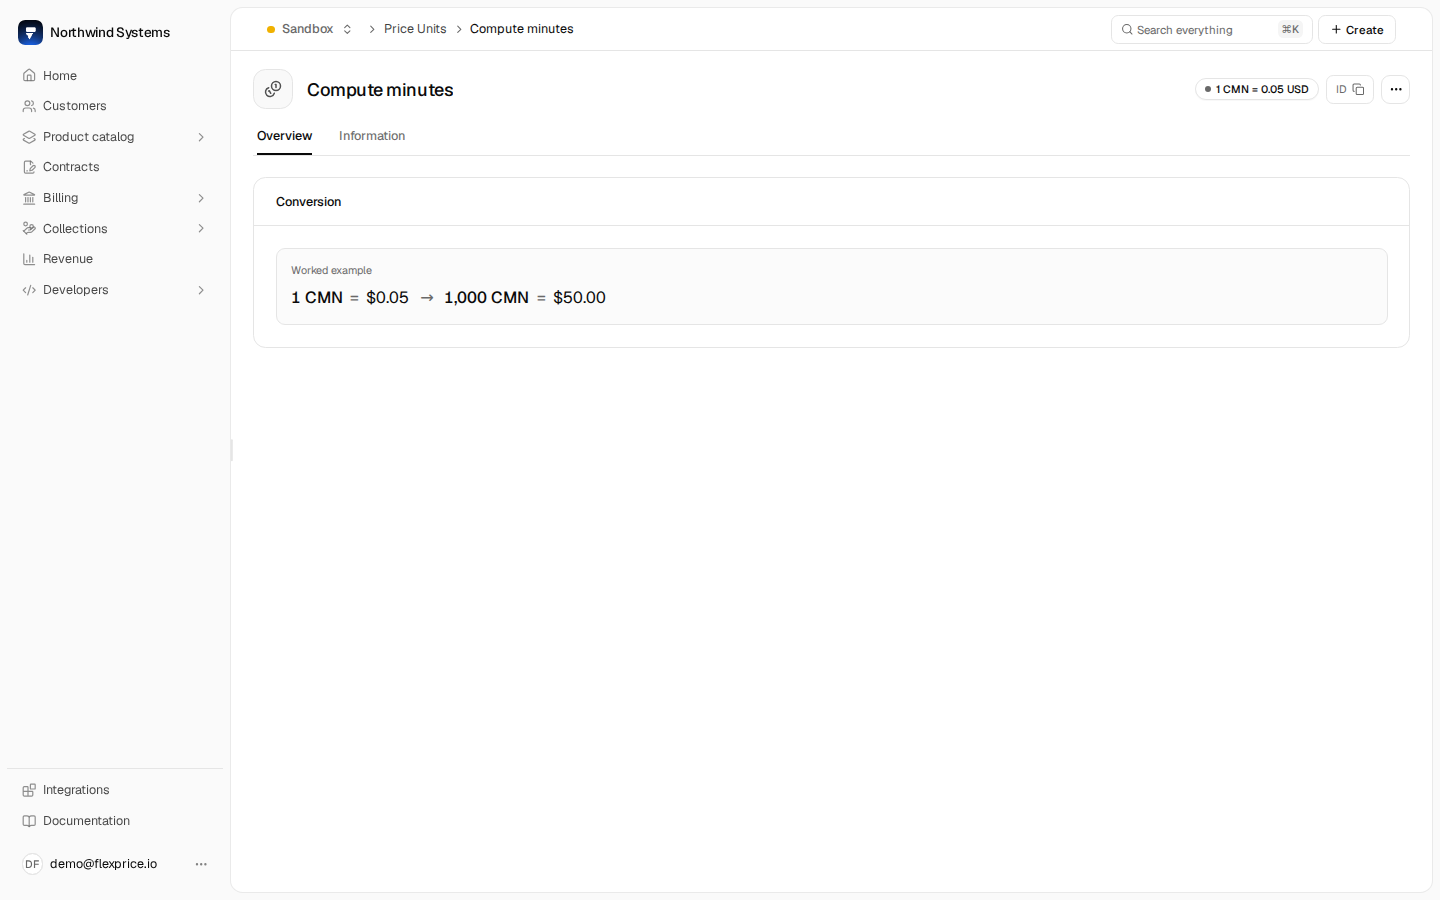 Northwind Systems
Home
Customers
Product catalog
Contracts
Billing
Collections
Revenue
Developers
Integrations
Documentation
DF demo@flexprice.io
Sandbox Price Units Compute minutes
Search everything ⌘K
Create
Compute minutes
1 CMN = 0.05 USD
ID
Overview Information
Conversion
Worked example
1 CMN = $0.05 → 1,000 CMN = $50.00